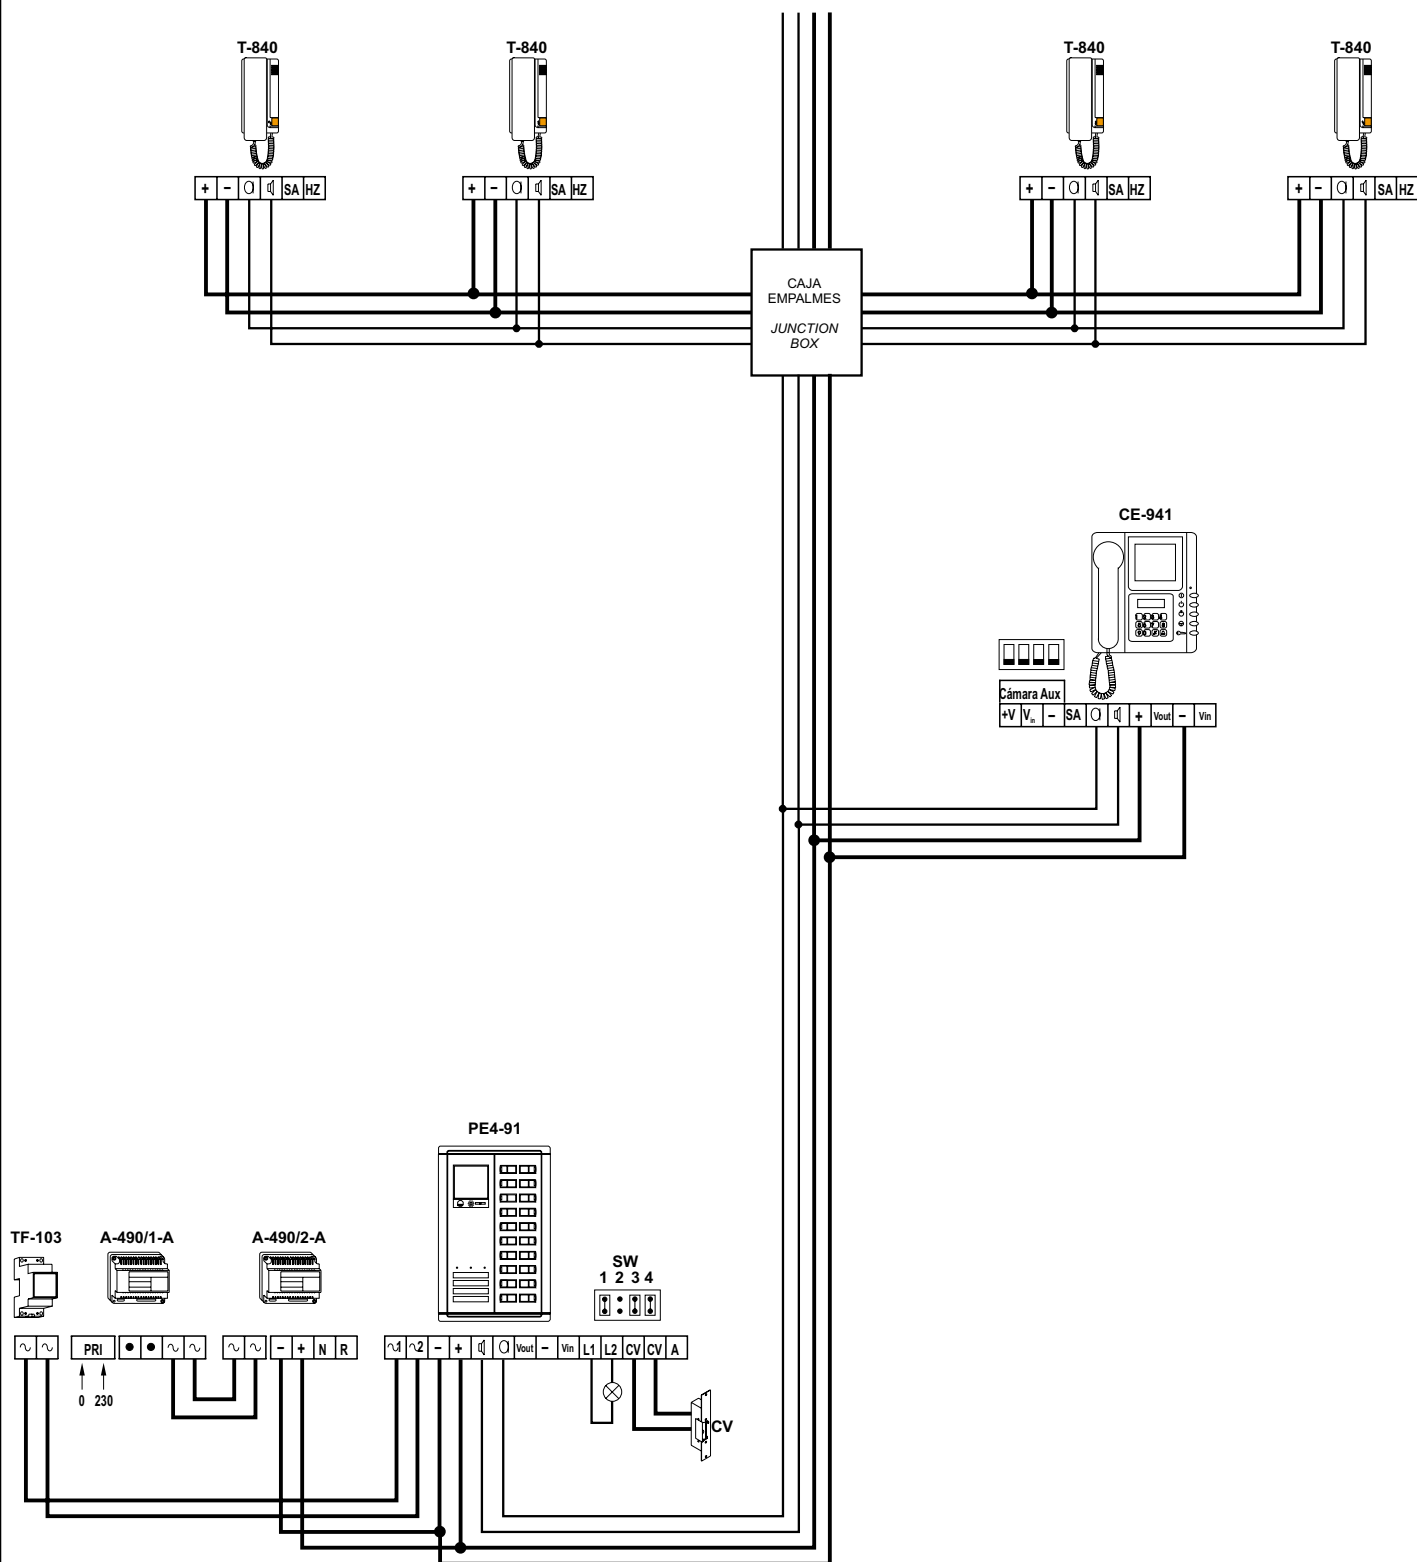 T-840 T-840 T-840 T-840
+ − SA HZ + − SA HZ + − SA HZ + − SA HZ
CAJA
EMPALMES
JUNCTION
BOX
CE-941
Cámara Aux
+V Vin − SA + Vout − Vin
PE4-91
TF-103 A-490/1-A A-490/2-A
SW
1 2 3 4
∿ ∿ PRI ∿ ∿ ∿ ∿ − + N R ∿1 ∿2 − + Vout − Vin L1 L2 CV CV A
0 230
CV